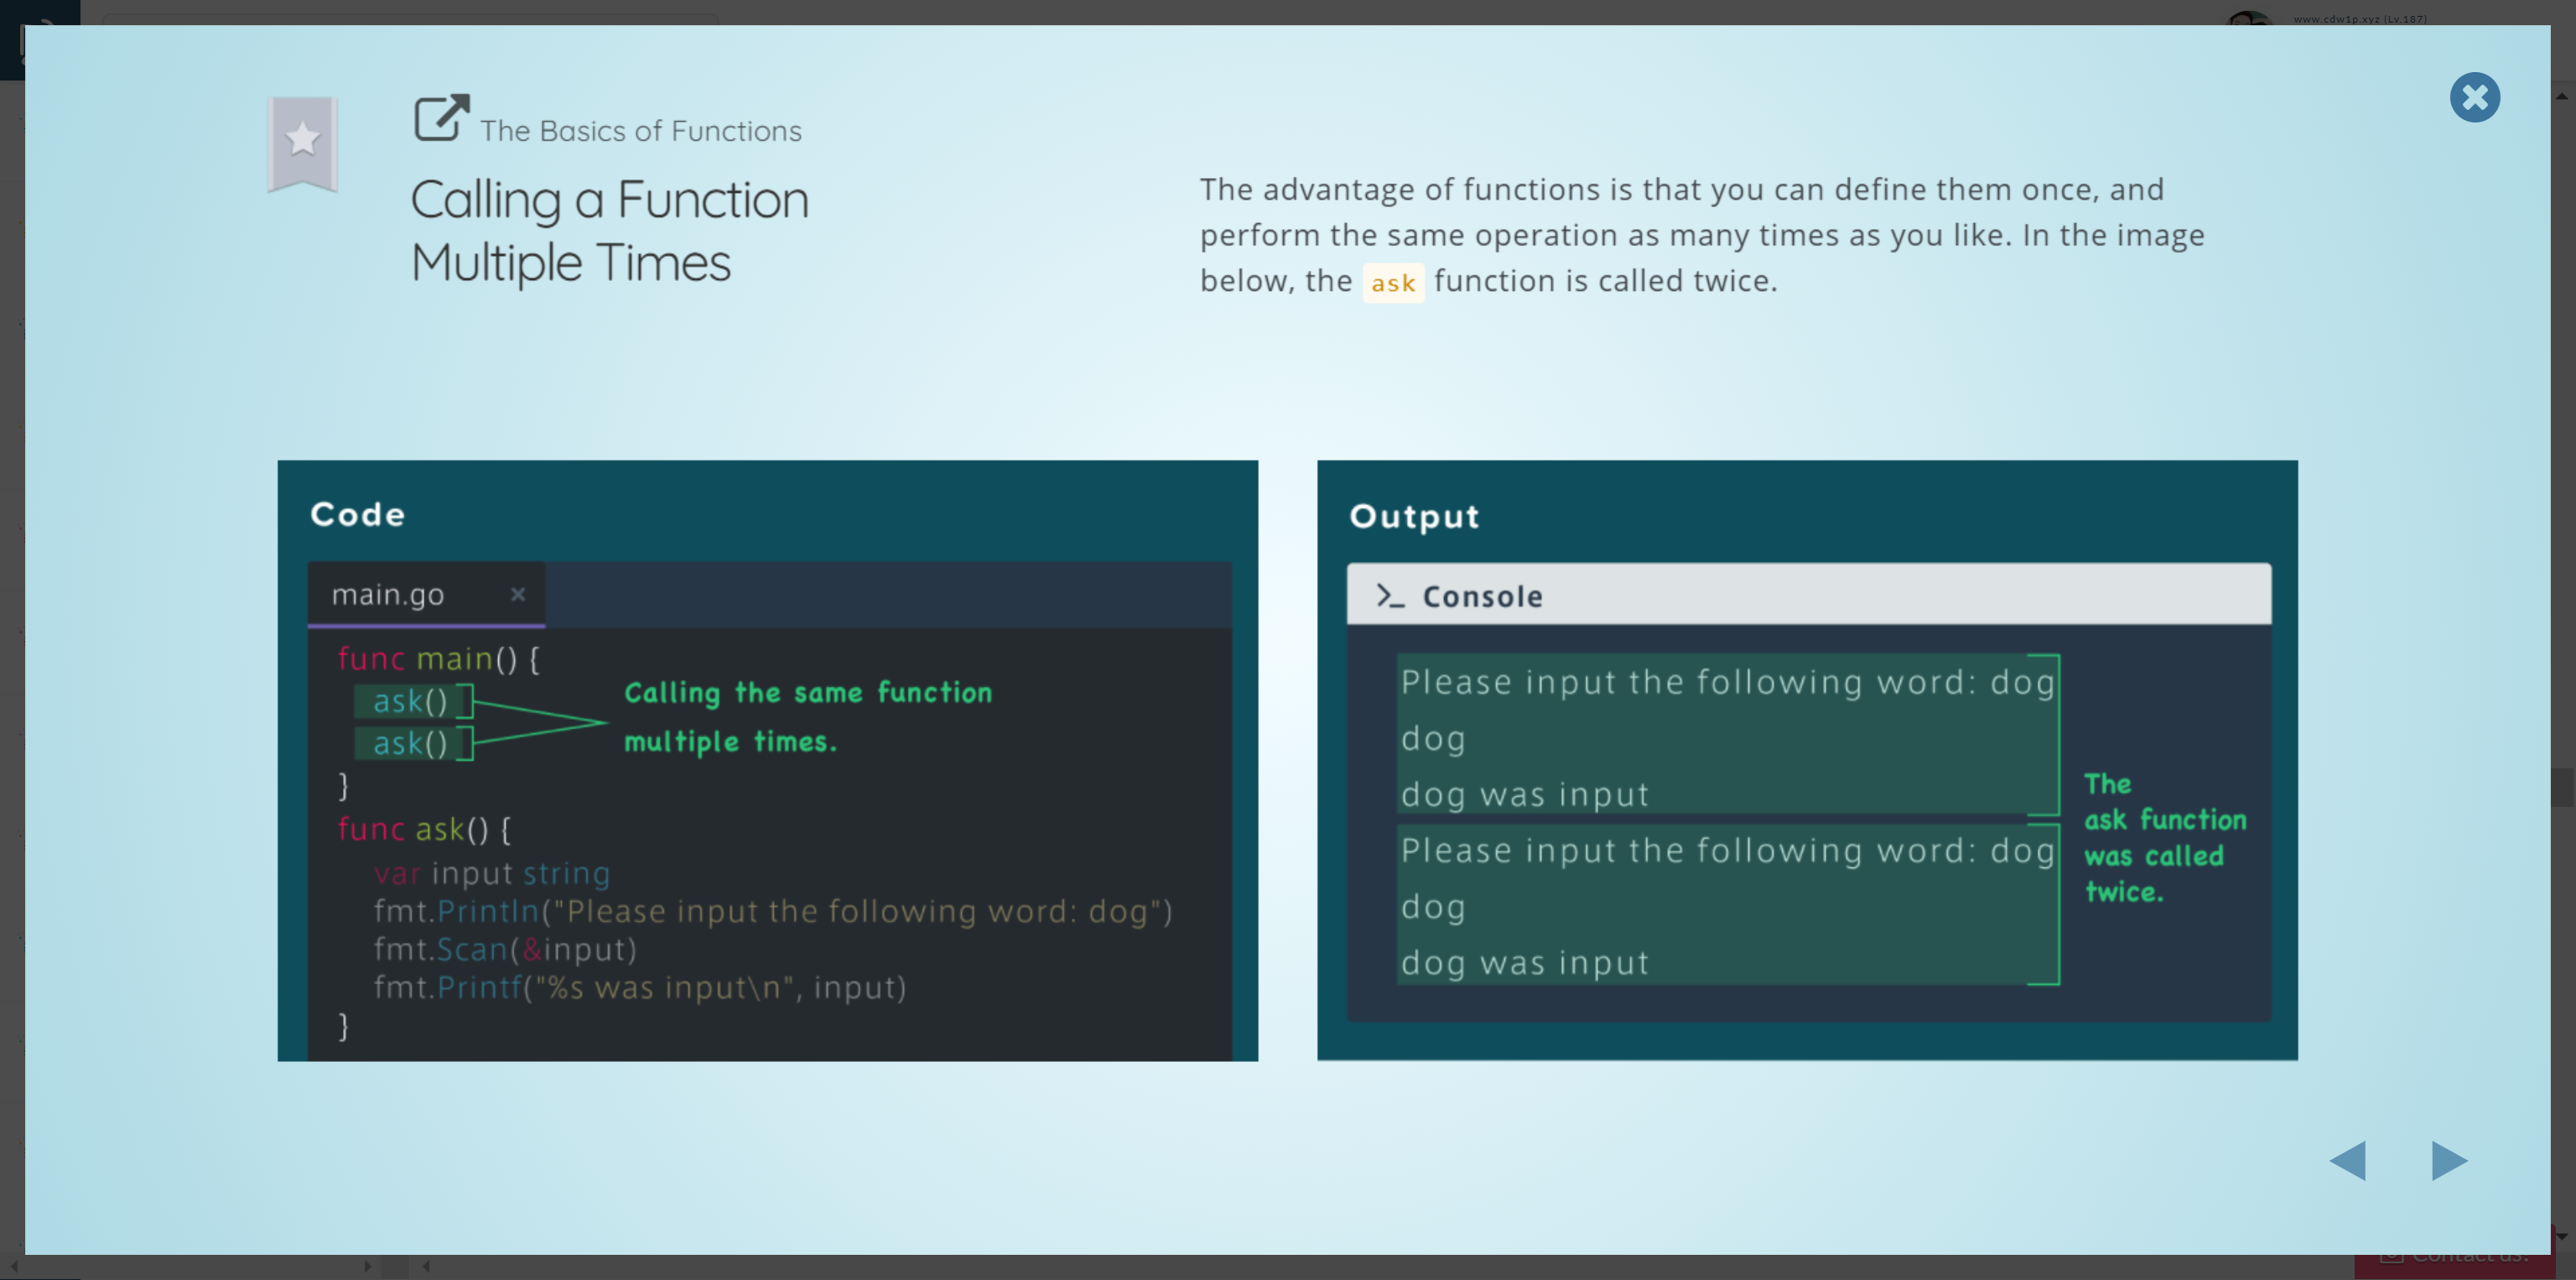 www.cdw1p.xyz (Lv.187)
The Basics of Functions
Calling a Function
Multiple Times
The advantage of functions is that you can define them once, and
perform the same operation as many times as you like. In the image
below, the ask function is called twice.
Code
main.go
func main() {
ask()
ask()
Calling the same function
multiple times.
}
func ask() {
var input string
fmt.Println("Please input the following word: dog")
fmt.Scan(&input)
fmt.Printf("%s was input\n", input)
}
Output
>_ Console
Please input the following word: dog
dog
dog was input
Please input the following word: dog
dog
dog was input
The
ask function
was called
twice.
Contact us!